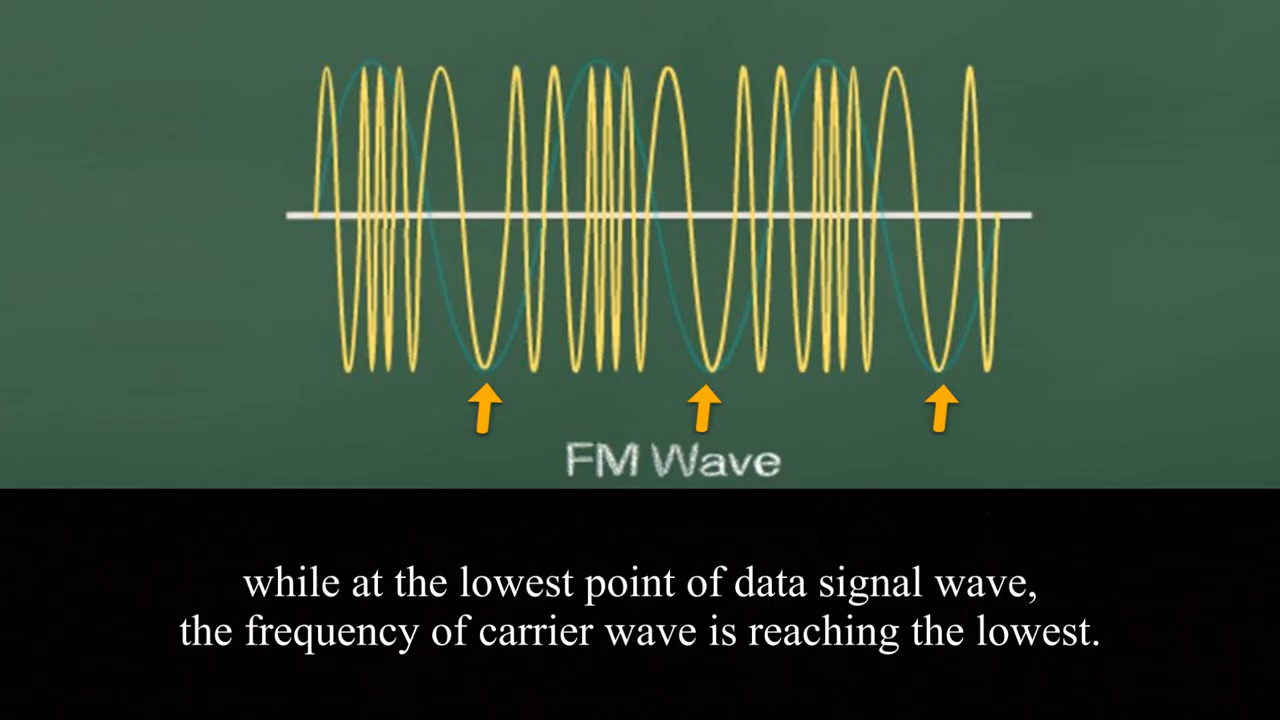 FM Wave
while at the lowest point of data signal wave,
the frequency of carrier wave is reaching the lowest.